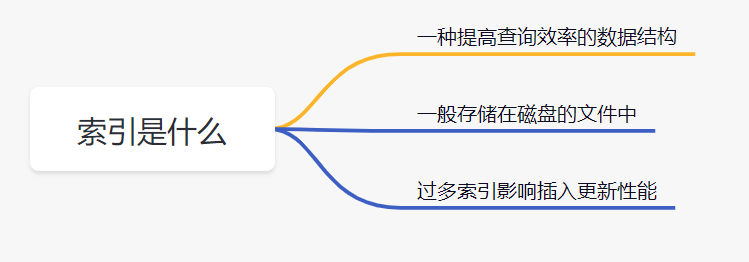 一种提高查询效率的数据结构
索引是什么
一般存储在磁盘的文件中
过多索引影响插入更新性能